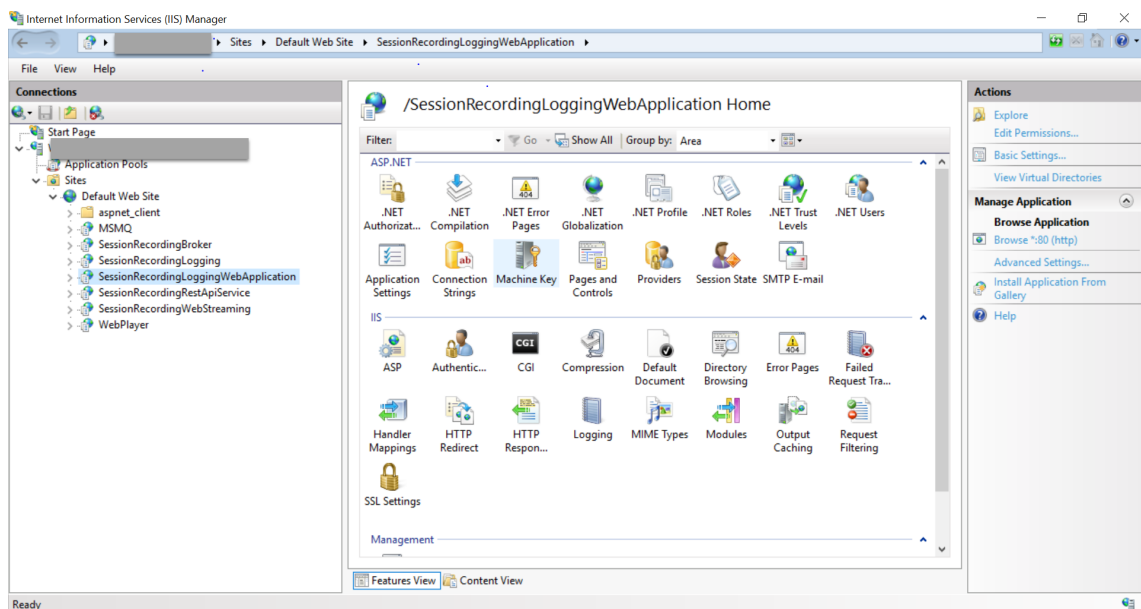 Internet Information Services (IIS) Manager
Sites Default Web Site SessionRecordingLoggingWebApplication
File View Help
Connections
Start Page
Application Pools
Sites
Default Web Site
aspnet_client
MSMQ
SessionRecordingBroker
SessionRecordingLogging
SessionRecordingLoggingWebApplication
SessionRecordingRestApiService
SessionRecordingWebStreaming
WebPlayer
/SessionRecordingLoggingWebApplication Home
Filter: Go Show All Group by: Area
ASP.NET
.NET Authorizat... .NET Compilation .NET Error Pages .NET Globalization .NET Profile .NET Roles .NET Trust Levels .NET Users
Application Settings Connection Strings Machine Key Pages and Controls Providers Session State SMTP E-mail
IIS
ASP Authentic... CGI Compression Default Document Directory Browsing Error Pages Failed Request Tra...
Handler Mappings HTTP Redirect HTTP Respon... Logging MIME Types Modules Output Caching Request Filtering
SSL Settings
Management
Features View Content View
Actions
Explore
Edit Permissions...
Basic Settings...
View Virtual Directories
Manage Application
Browse Application
Browse *:80 (http)
Advanced Settings...
Install Application From
Gallery
Help
Ready